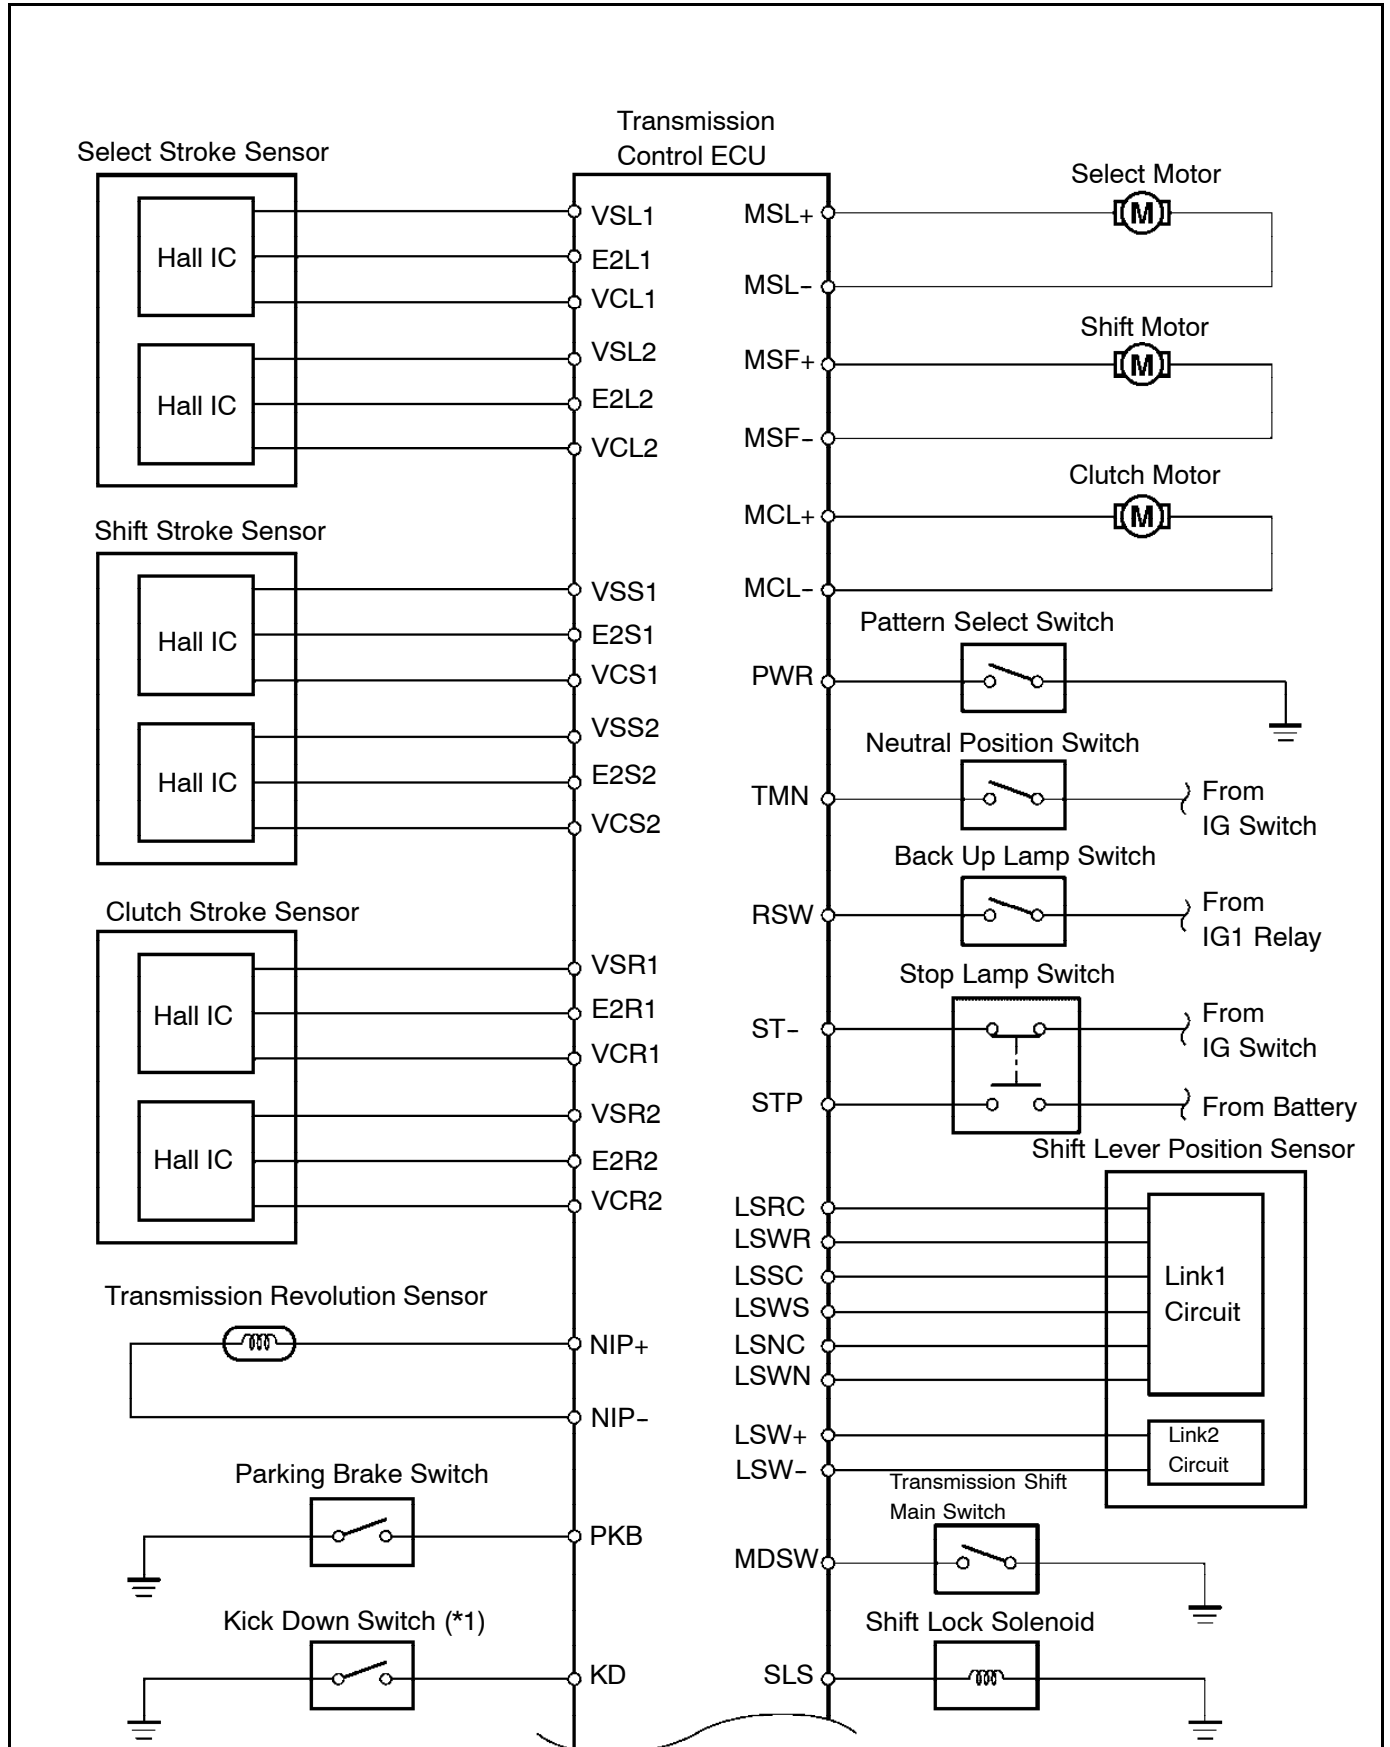 Transmission
Control ECU
Select Stroke Sensor
Hall IC
Hall IC
VSL1
E2L1
VCL1
VSL2
E2L2
VCL2
Shift Stroke Sensor
Hall IC
Hall IC
VSS1
E2S1
VCS1
VSS2
E2S2
VCS2
Clutch Stroke Sensor
Hall IC
Hall IC
VSR1
E2R1
VCR1
VSR2
E2R2
VCR2
Transmission Revolution Sensor
NIP+
NIP-
Parking Brake Switch
PKB
Kick Down Switch (*1)
KD
Select Motor
MSL+
M
MSL-
Shift Motor
MSF+
M
MSF-
Clutch Motor
MCL+
M
MCL-
Pattern Select Switch
PWR
Neutral Position Switch
TMN
From
IG Switch
Back Up Lamp Switch
RSW
From
IG1 Relay
Stop Lamp Switch
ST-
From
IG Switch
STP
From Battery
Shift Lever Position Sensor
LSRC
LSWR
LSSC
LSWS
LSNC
LSWN
Link1
Circuit
LSW+
LSW-
Link2
Circuit
Transmission Shift
Main Switch
MDSW
Shift Lock Solenoid
SLS